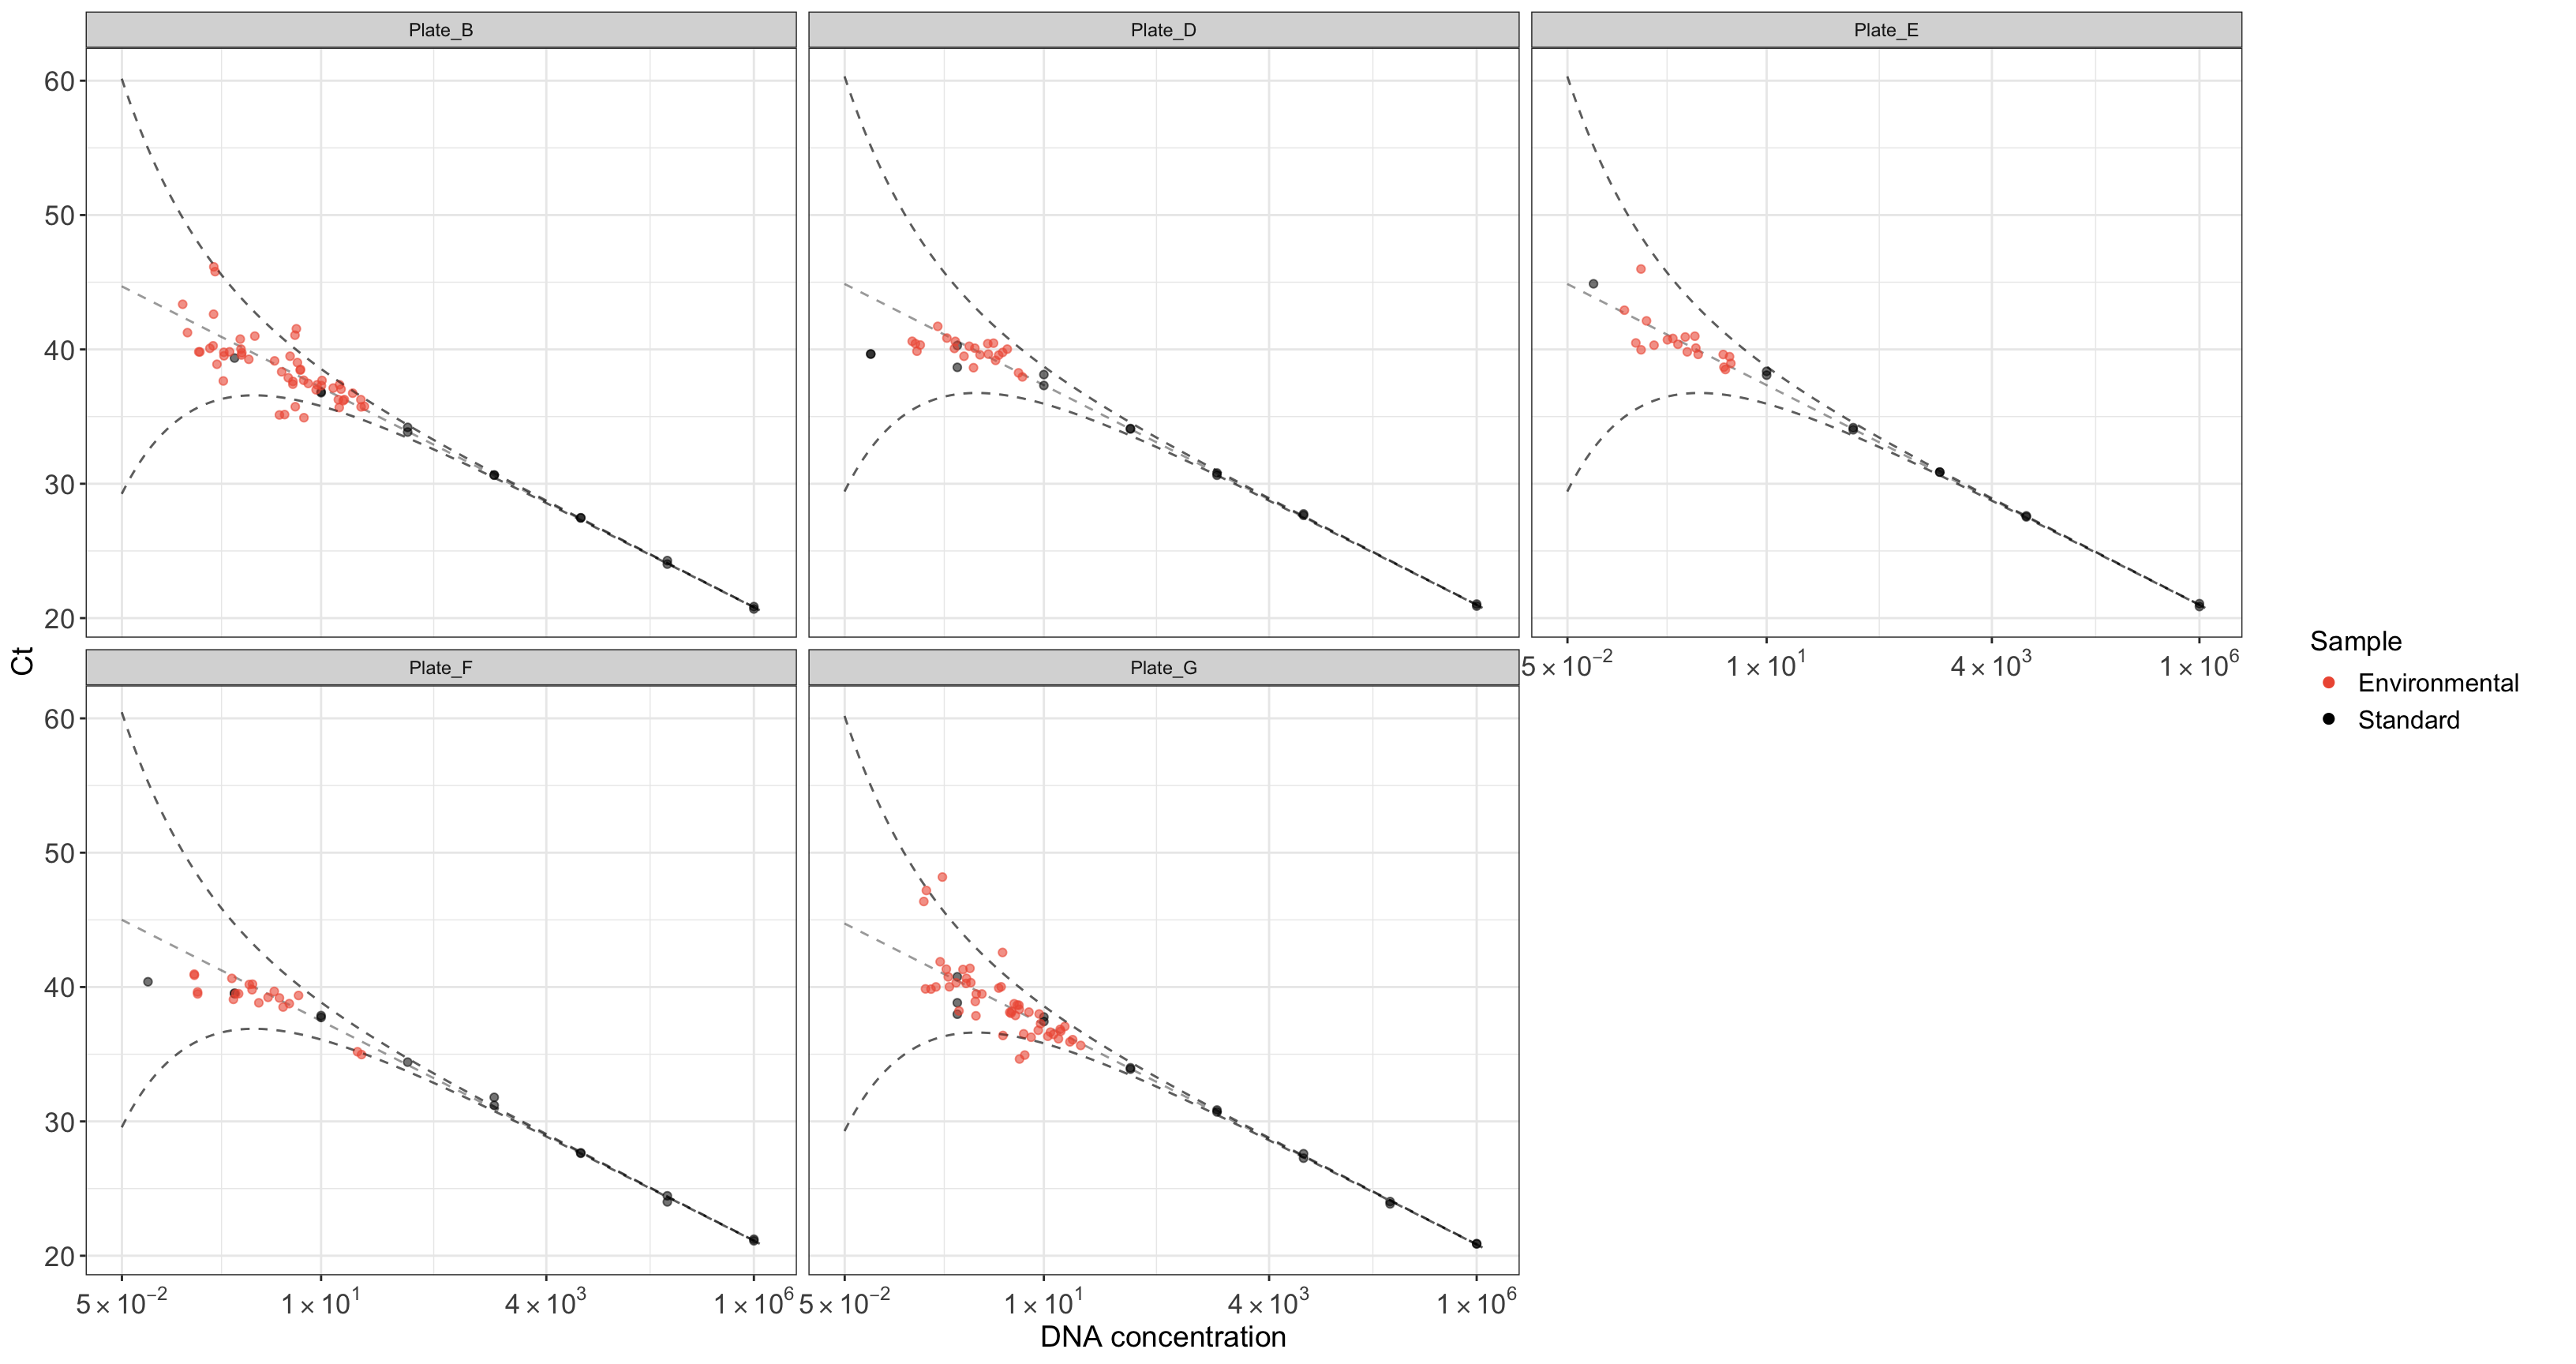 Plate_B
Plate_D
Plate_E
60
50
40
30
20
5×10⁻² 1×10¹ 4×10³ 1×10⁶
Plate_F
Plate_G
60
50
40
30
20
5×10⁻² 1×10¹ 4×10³ 1×10⁶
5×10⁻² 1×10¹ 4×10³ 1×10⁶
Ct
DNA concentration
Sample
Environmental
Standard